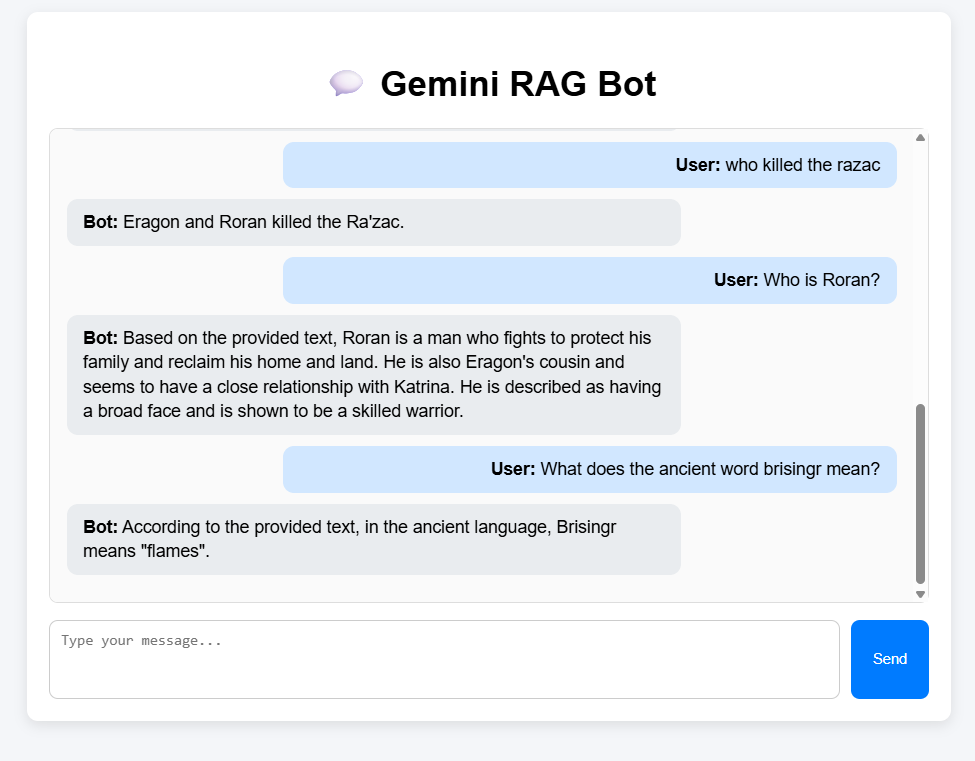 Gemini RAG Bot
User: who killed the razac
Bot: Eragon and Roran killed the Ra'zac.
User: Who is Roran?
Bot: Based on the provided text, Roran is a man who fights to protect his
family and reclaim his home and land. He is also Eragon's cousin and
seems to have a close relationship with Katrina. He is described as having
a broad face and is shown to be a skilled warrior.
User: What does the ancient word brisingr mean?
Bot: According to the provided text, in the ancient language, Brisingr
means "flames".
Type your message...
Send